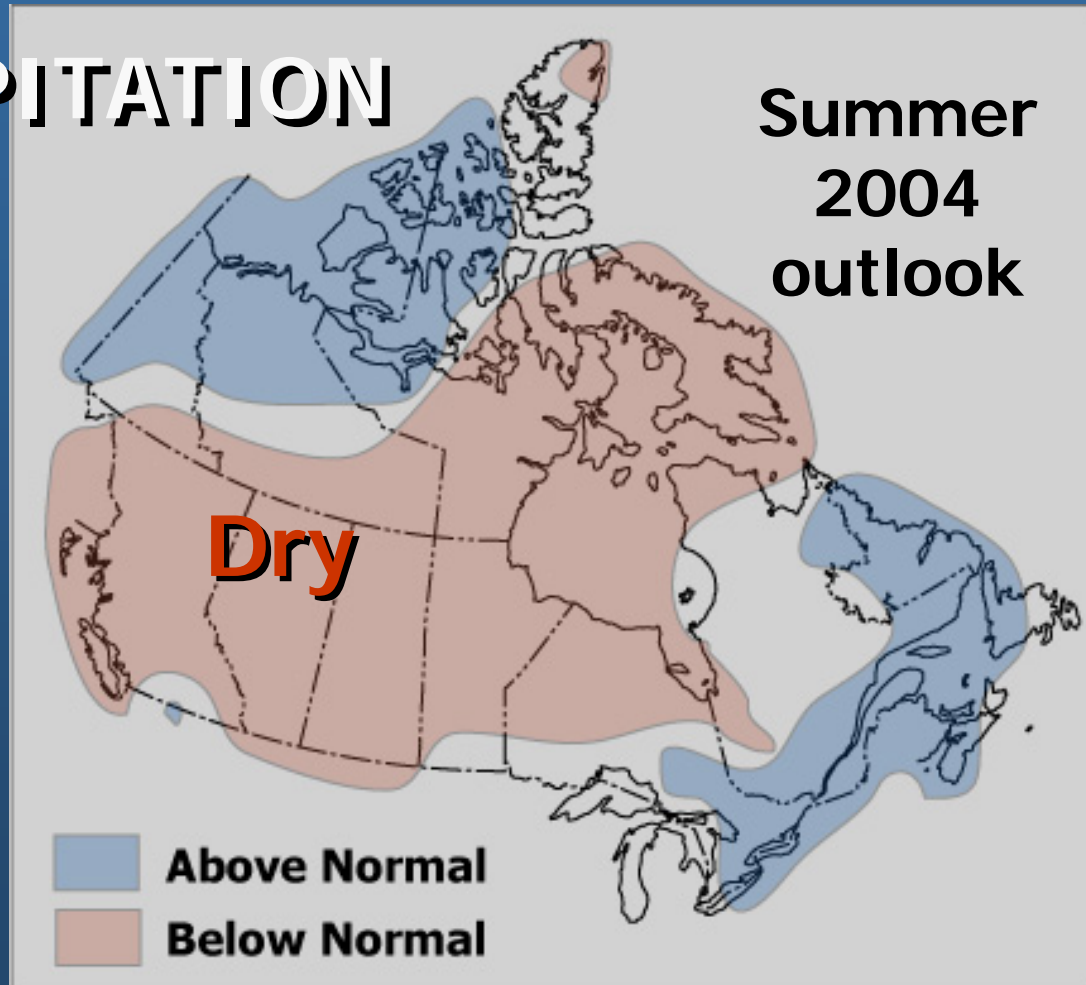 PITATION
Summer
2004
outlook
Dry
Above Normal
Below Normal